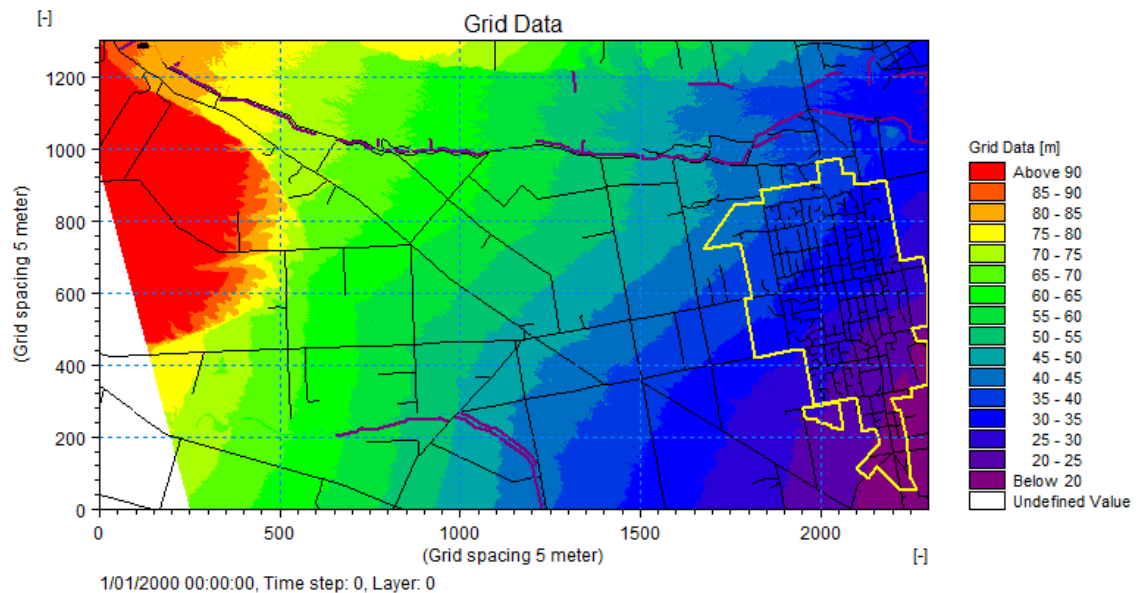 [-]
Grid Data
1200
1000
800
600
400
200
0
(Grid spacing 5 meter)
0
500
1000
1500
2000
(Grid spacing 5 meter)
[-]
1/01/2000 00:00:00, Time step: 0, Layer: 0
Grid Data [m]
Above 90
85 - 90
80 - 85
75 - 80
70 - 75
65 - 70
60 - 65
55 - 60
50 - 55
45 - 50
40 - 45
35 - 40
30 - 35
25 - 30
20 - 25
Below 20
Undefined Value